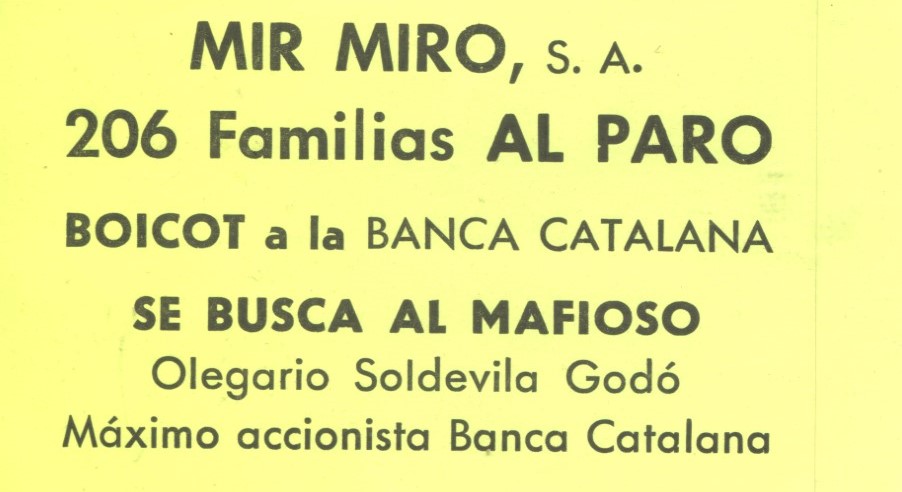 MIR MIRO, S. A.
206 Familias AL PARO
BOICOT a la BANCA CATALANA
SE BUSCA AL MAFIOSO
Olegario Soldevila Godó
Máximo accionista Banca Catalana